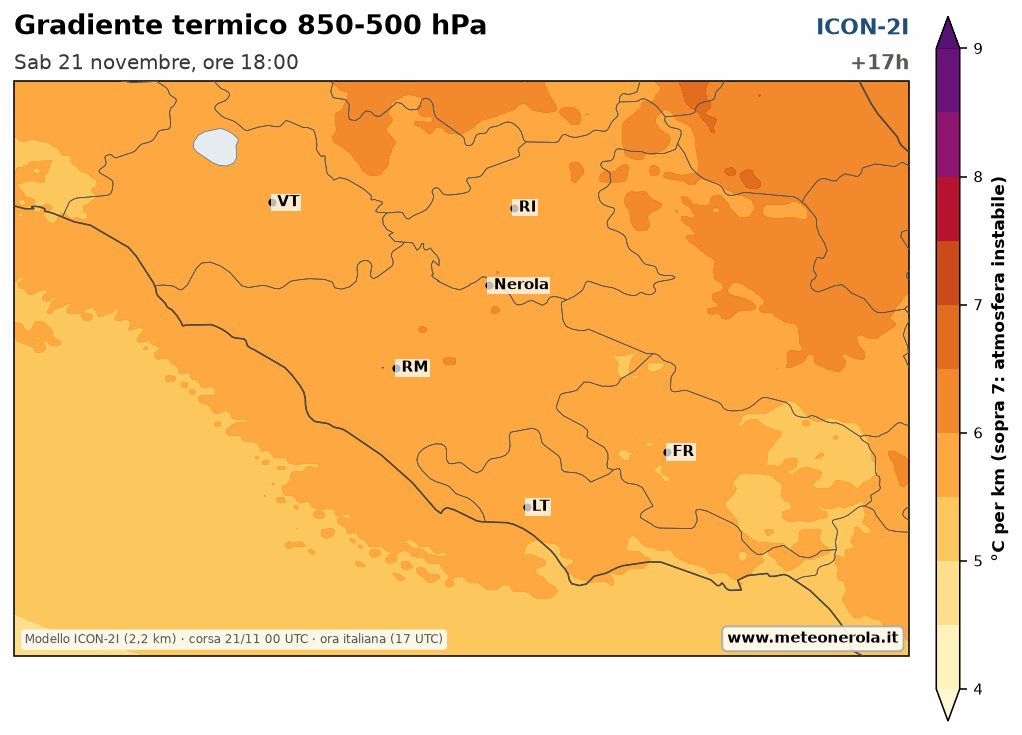 Gradiente termico 850-500 hPa
ICON-2I
Sab 21 novembre, ore 18:00
+17h
VT
RI
Nerola
RM
FR
LT
Modello ICON-2I (2,2 km) · corsa 21/11 00 UTC · ora italiana (17 UTC)
www.meteonerola.it
9
8
7
6
5
4
°C per km (sopra 7: atmosfera instabile)